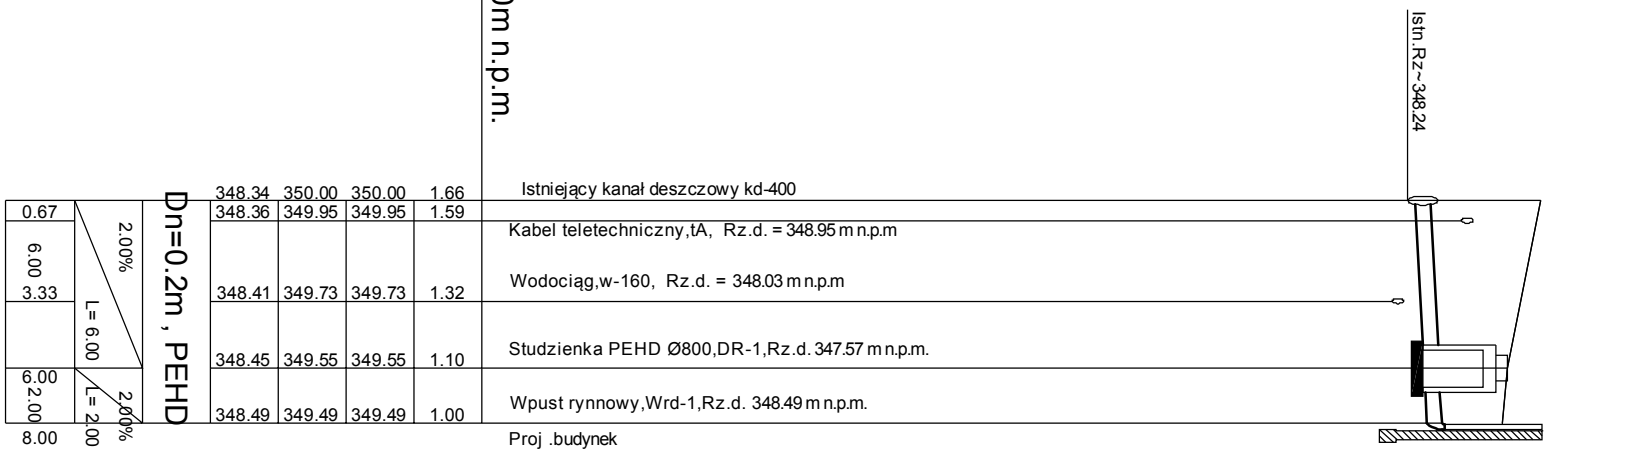 0m n.p.m.
Istn.Rz~348.24
348.34 350.00 350.00 1.66 Istniejący kanał deszczowy kd-400
0.67 348.36 349.95 349.95 1.59
Kabel teletechniczny,tA, Rz.d. = 348.95 m n.p.m
2.00%
6.00
Dn=0.2m , PEHD
Wodociąg,w-160, Rz.d. = 348.03 m n.p.m
3.33 348.41 349.73 349.73 1.32
L= 6.00
Studzienka PEHD Ø800,DR-1,Rz.d. 347.57 m n.p.m.
348.45 349.55 349.55 1.10
6.00
2.00
L= 2.00
2.00%
Wpust rynnowy,Wrd-1,Rz.d. 348.49 m n.p.m.
348.49 349.49 349.49 1.00
8.00
Proj .budynek